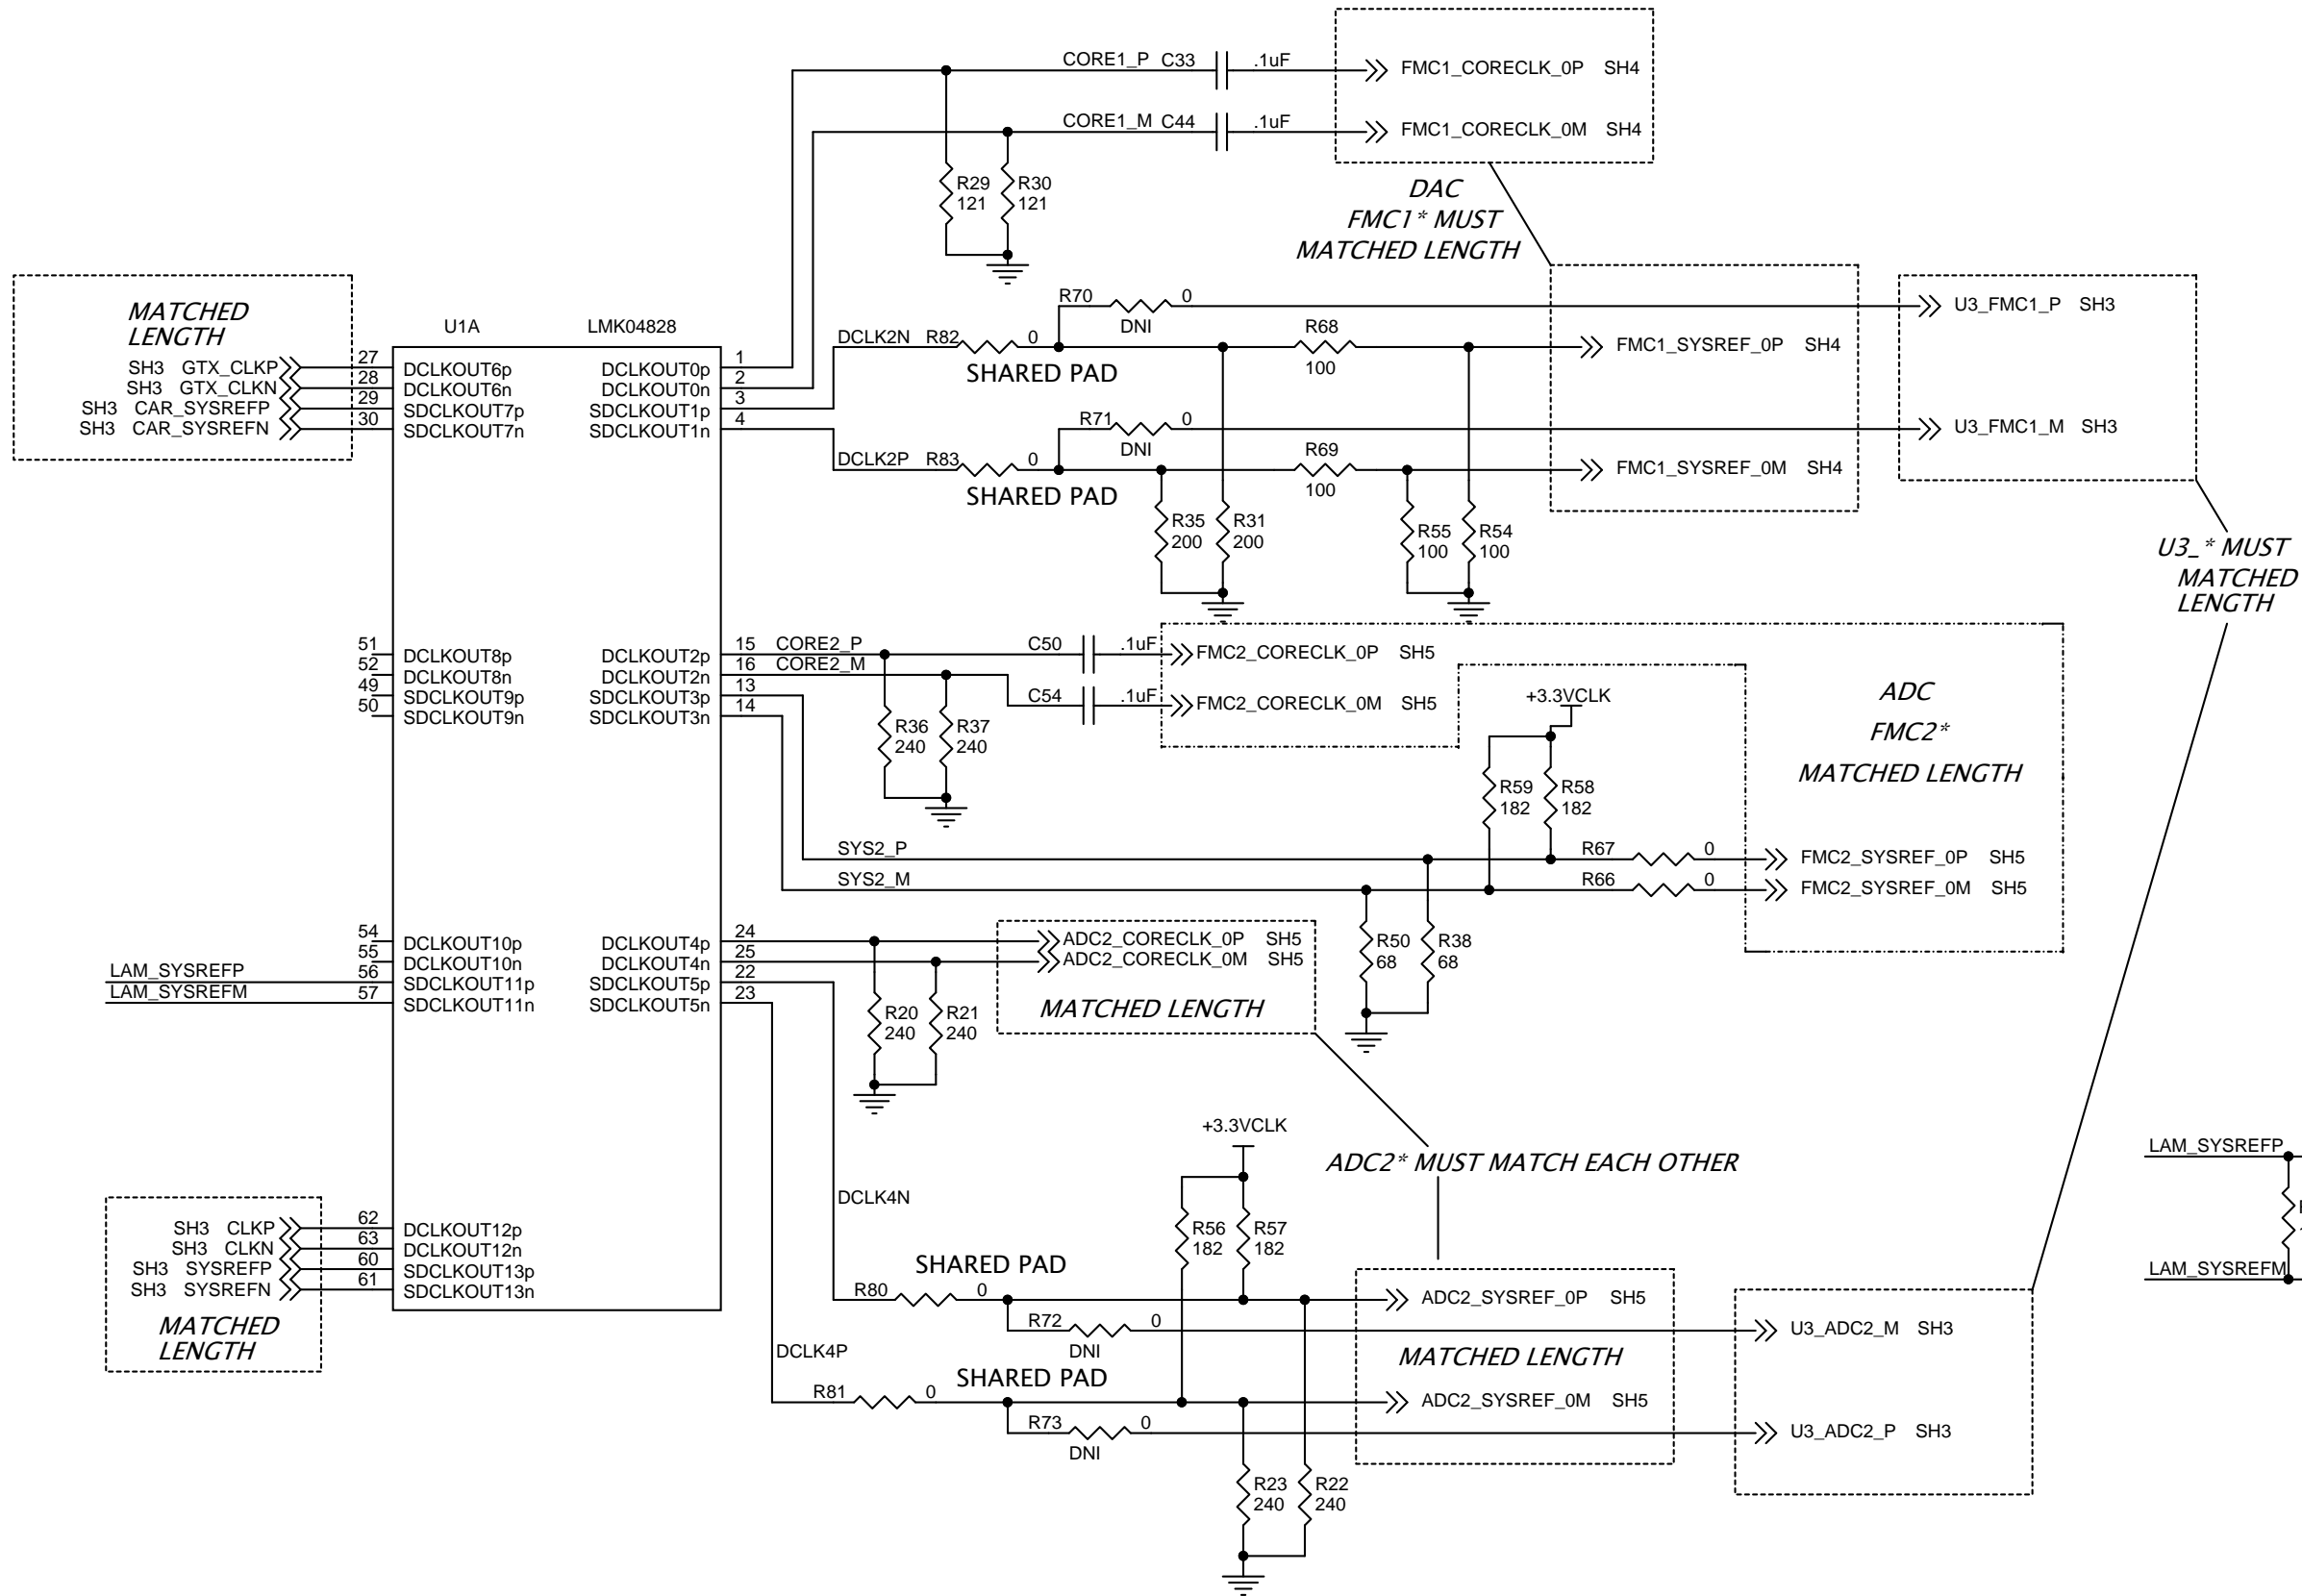 CORE1_P C33 .1uF FMC1_CORECLK_0P SH4
CORE1_M C44 .1uF FMC1_CORECLK_0M SH4
R29 121
R30 121
DAC
FMC1* MUST
MATCHED LENGTH
MATCHED
LENGTH
SH3 GTX_CLKP
SH3 GTX_CLKN
SH3 CAR_SYSREFP
SH3 CAR_SYSREFN
27
28
29
30
U1A LMK04828
DCLKOUT6p DCLKOUT0p
DCLKOUT6n DCLKOUT0n
SDCLKOUT7p SDCLKOUT1p
SDCLKOUT7n SDCLKOUT1n
1
2
3
4
R70 0
DNI
U3_FMC1_P SH3
DCLK2N R82 0
SHARED PAD
R68
100
FMC1_SYSREF_0P SH4
R71 0
DNI
U3_FMC1_M SH3
DCLK2P R83 0
SHARED PAD
R69
100
FMC1_SYSREF_0M SH4
R35 200
R31 200
R55 100
R54 100
U3_* MUST
MATCHED
LENGTH
51
52
49
50
DCLKOUT8p DCLKOUT2p
DCLKOUT8n DCLKOUT2n
SDCLKOUT9p SDCLKOUT3p
SDCLKOUT9n SDCLKOUT3n
15 CORE2_P
16 CORE2_M
13
14
C50 .1uF FMC2_CORECLK_0P SH5
C54 .1uF FMC2_CORECLK_0M SH5
R36 240
R37 240
+3.3VCLK
ADC
FMC2*
MATCHED LENGTH
R59 182
R58 182
SYS2_P R67 0 FMC2_SYSREF_0P SH5
SYS2_M R66 0 FMC2_SYSREF_0M SH5
R50 68
R38 68
54
55
LAM_SYSREFP 56
LAM_SYSREFM 57
DCLKOUT10p DCLKOUT4p
DCLKOUT10n DCLKOUT4n
SDCLKOUT11p SDCLKOUT5p
SDCLKOUT11n SDCLKOUT5n
24
25
22
23
ADC2_CORECLK_0P SH5
ADC2_CORECLK_0M SH5
MATCHED LENGTH
R20 240
R21 240
+3.3VCLK
ADC2* MUST MATCH EACH OTHER
LAM_SYSREFP
LAM_SYSREFM
DCLK4N
DCLK4P
R56 182
R57 182
SH3 CLKP
SH3 CLKN
SH3 SYSREFP
SH3 SYSREFN
MATCHED
LENGTH
62
63
60
61
DCLKOUT12p
DCLKOUT12n
SDCLKOUT13p
SDCLKOUT13n
SHARED PAD
R80 0
ADC2_SYSREF_0P SH5
R72 0
DNI
U3_ADC2_M SH3
MATCHED LENGTH
SHARED PAD
R81 0
ADC2_SYSREF_0M SH5
R73 0
DNI
U3_ADC2_P SH3
R23 240
R22 240